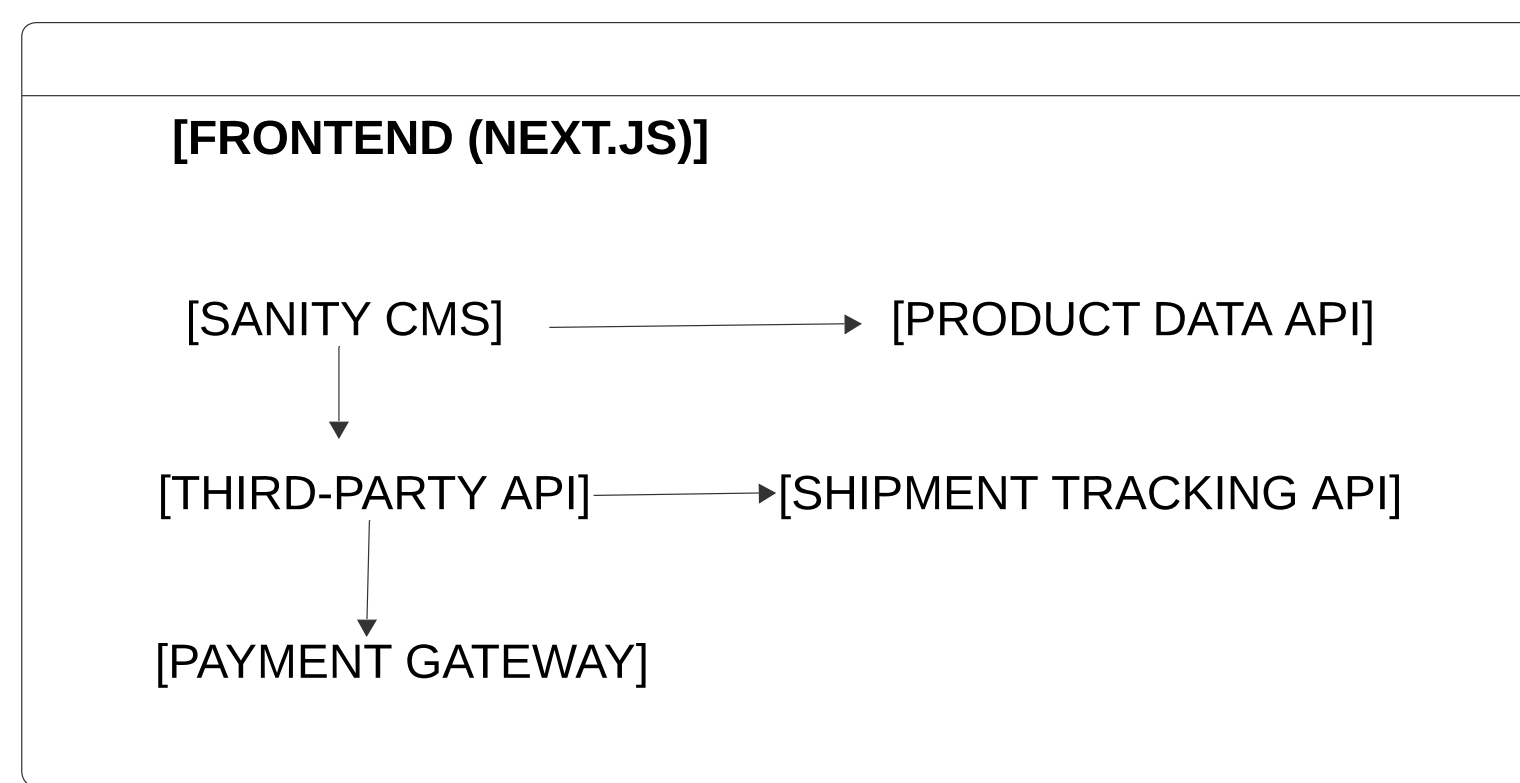 [FRONTEND (NEXT.JS)]
[SANITY CMS]
[PRODUCT DATA API]
[THIRD-PARTY API]
[SHIPMENT TRACKING API]
[PAYMENT GATEWAY]